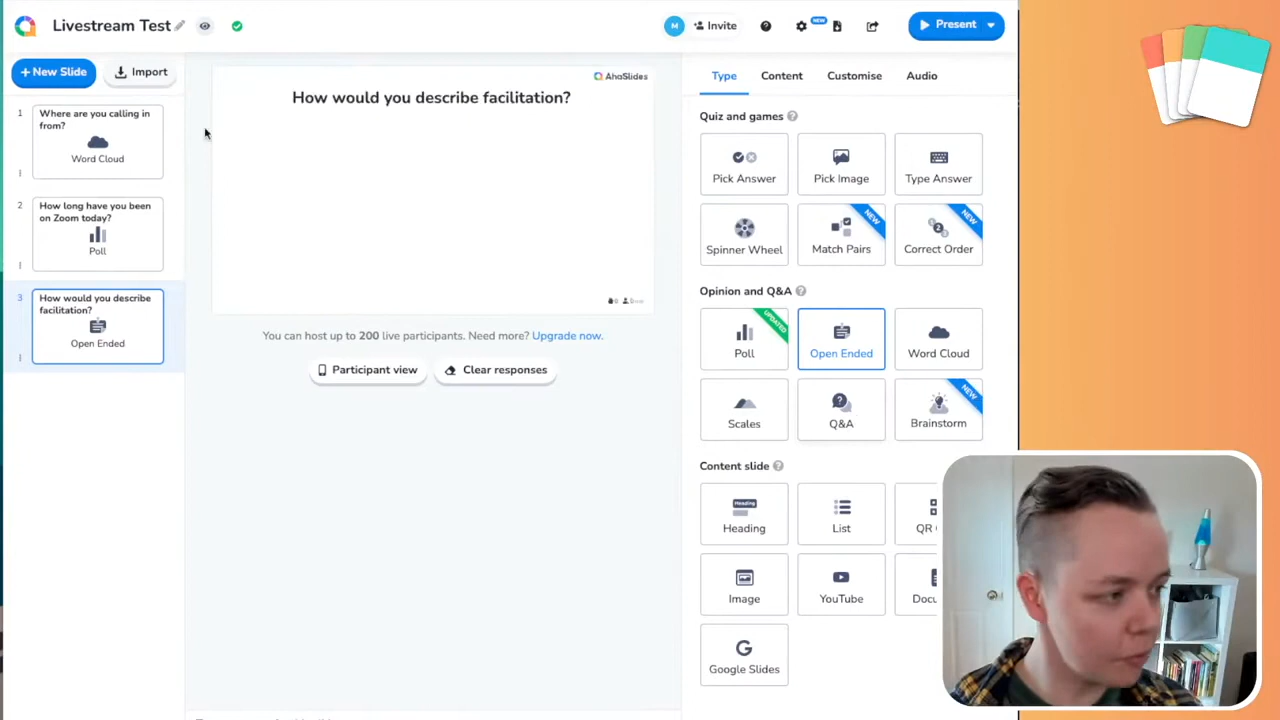 Livestream Test
M
Invite
NEW
Present
+ New Slide
Import
1
Where are you calling in
from?
Word Cloud
2
How long have you been
on Zoom today?
Poll
3
How would you describe
facilitation?
Open Ended
AhaSlides
How would you describe facilitation?
You can host up to 200 live participants. Need more? Upgrade now.
Participant view
Clear responses
Type
Content
Customise
Audio
Quiz and games
Pick Answer
Pick Image
Type Answer
Spinner Wheel
NEW
Match Pairs
NEW
Correct Order
Opinion and Q&A
UPDATED
Poll
Open Ended
Word Cloud
Scales
Q&A
NEW
Brainstorm
Content slide
Heading
Heading
List
QR
Image
YouTube
Docu
Google Slides